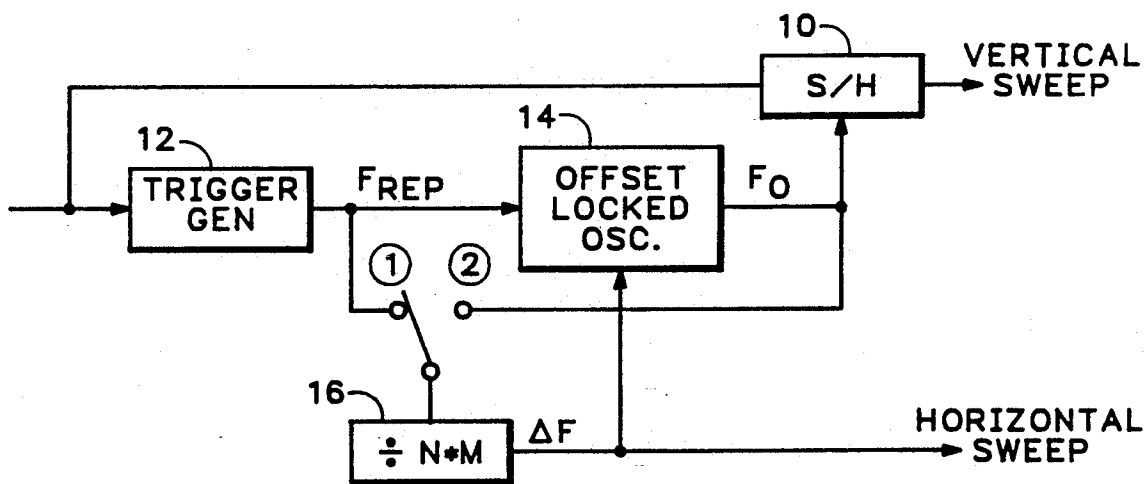 10
S/H
VERTICAL
SWEEP
12
TRIGGER
GEN
FREP
14
OFFSET
LOCKED
OSC.
FO
1
2
16
÷ N*M
ΔF
HORIZONTAL
SWEEP